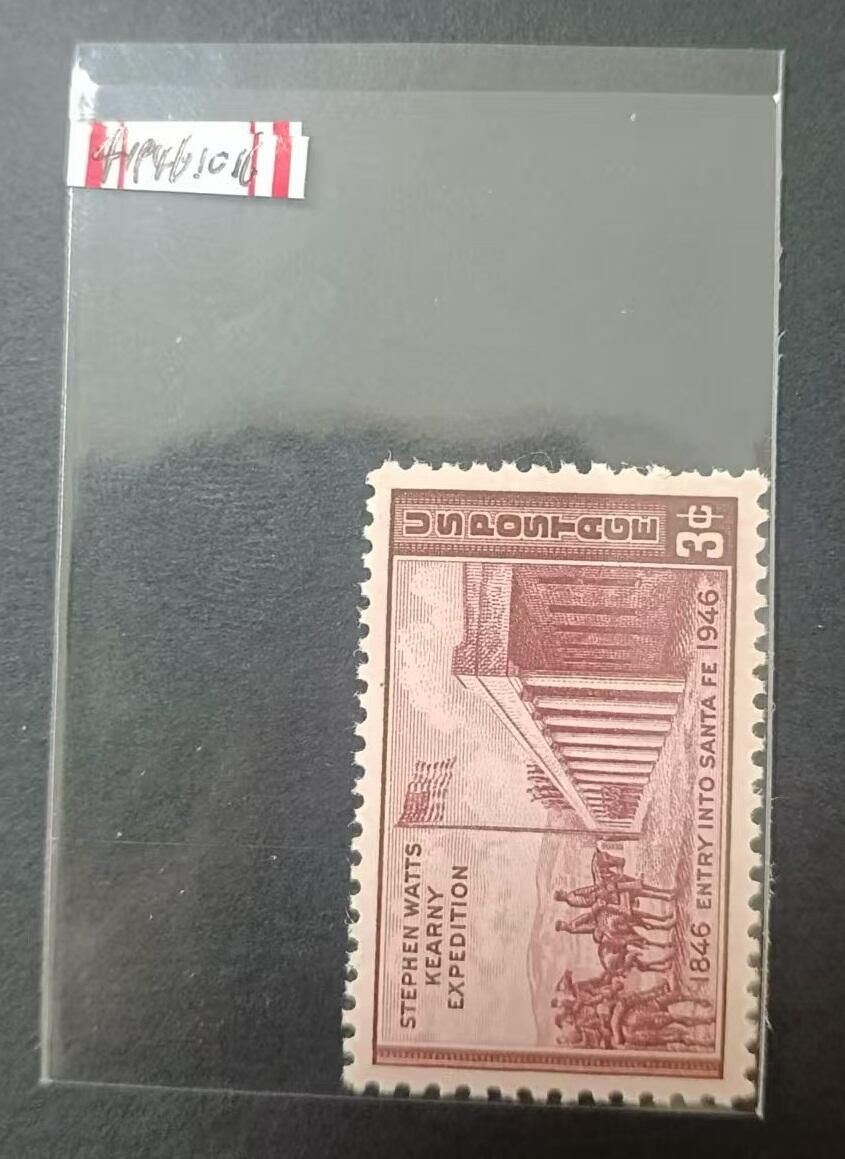 US POSTAGE 3¢
STEPHEN WATTS
KEARNY
EXPEDITION
1846 ENTRY INTO SANTA FE 1946